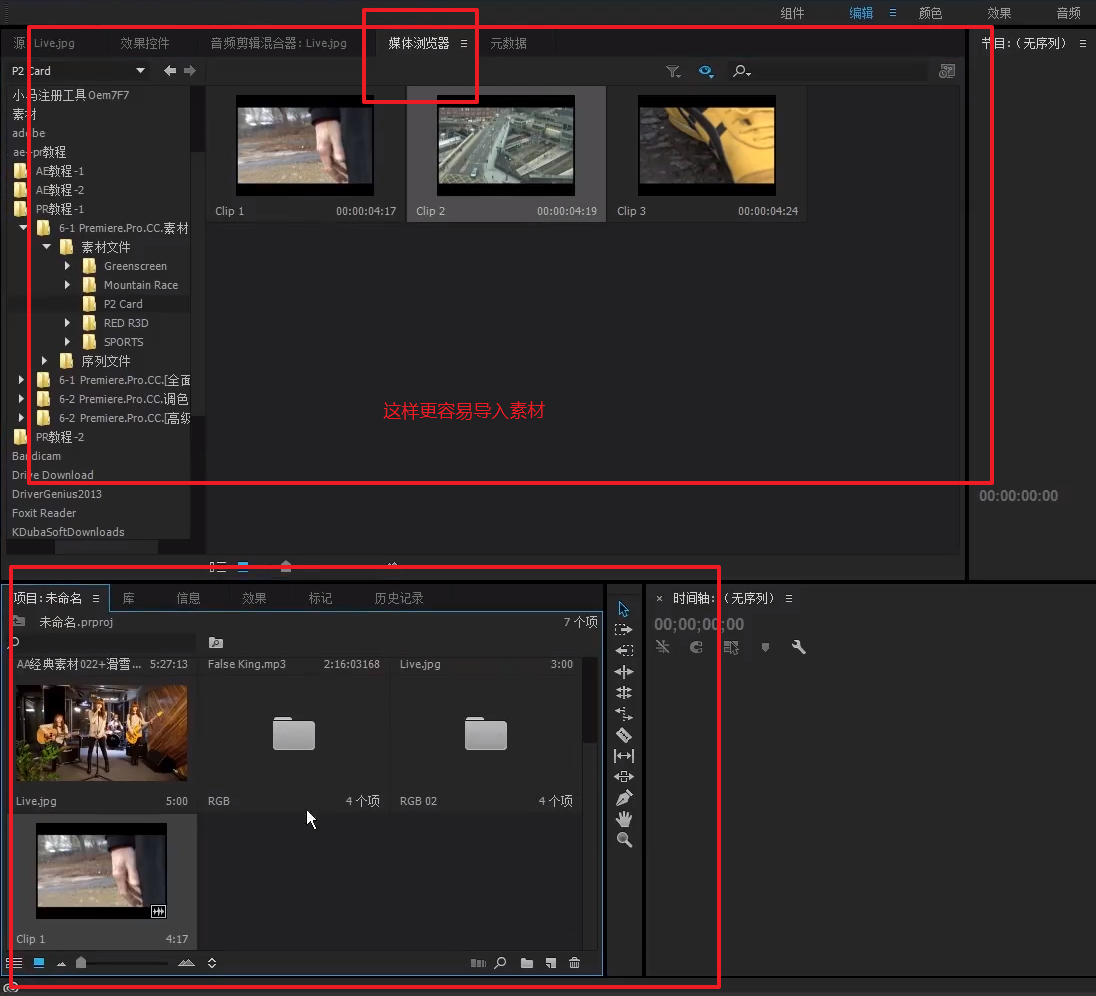 组件 编辑 颜色 效果 音频
源 Live.jpg 效果控件 音频剪辑混合器：Live.jpg 媒体浏览器 元数据 节目：（无序列）
P2 Card
小马注册工具Oem7F7
素材
adobe
ae--pr教程
AE教程-1
AE教程-2
PR教程-1
6-1 Premiere.Pro.CC.素材
素材文件
Greenscreen
Mountain Race
P2 Card
RED R3D
SPORTS
序列文件
6-1 Premiere.Pro.CC.[全面
6-2 Premiere.Pro.CC.调色
6-2 Premiere.Pro.CC.[高级
PR教程-2
Bandicam
Drive Download
DriverGenius2013
Foxit Reader
KDubaSoftDownloads
Clip 1 00:00:04:17 Clip 2 00:00:04:19 Clip 3 00:00:04:24
这样更容易导入素材
00:00:00:00
项目：未命名 库 信息 效果 标记 历史记录
未命名.prproj 7 个项
AA经典素材022+滑雪... 5:27:13 False King.mp3 2:16:03168 Live.jpg 3:00
Live.jpg 5:00 RGB 4 个项 RGB 02 4 个项
Clip 1 4:17
× 时间轴：（无序列）
00;00;00;00